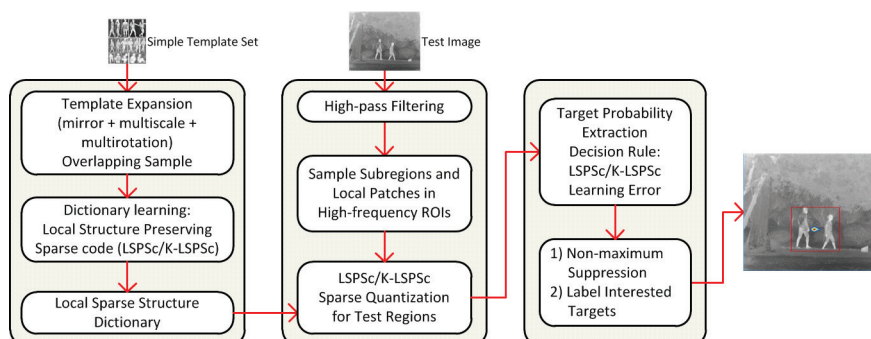 Simple Template Set
Test Image
Template Expansion
(mirror + multiscale +
multirotation)
Overlapping Sample
Dictionary learning:
Local Structure Preserving
Sparse code (LSPSc/K-LSPSc)
Local Sparse Structure
Dictionary
High-pass Filtering
Sample Subregions and
Local Patches in
High-frequency ROIs
LSPSc/K-LSPSc
Sparse Quantization
for Test Regions
Target Probability
Extraction
Decision Rule:
LSPSc/K-LSPSc
Learning Error
1) Non-maximum
Suppression
2) Label Interested
Targets